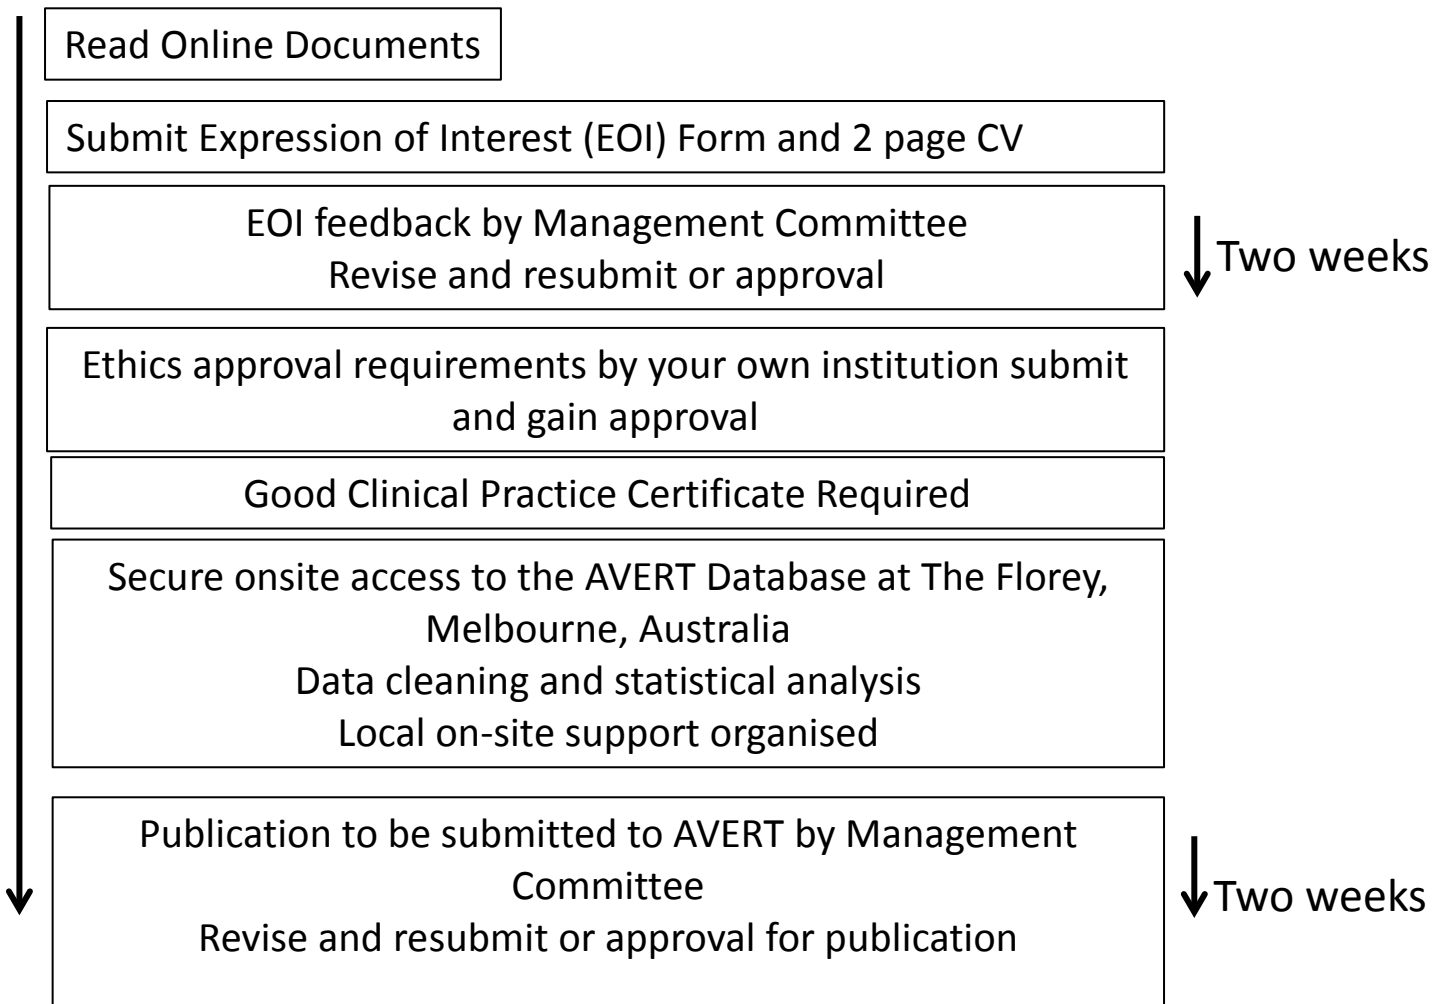 Read Online Documents
Submit Expression of Interest (EOI) Form and 2 page CV
EOI feedback by Management Committee
Revise and resubmit or approval
Two weeks
Ethics approval requirements by your own institution submit
and gain approval
Good Clinical Practice Certificate Required
Secure onsite access to the AVERT Database at The Florey,
Melbourne, Australia
Data cleaning and statistical analysis
Local on-site support organised
Publication to be submitted to AVERT by Management
Committee
Revise and resubmit or approval for publication
Two weeks